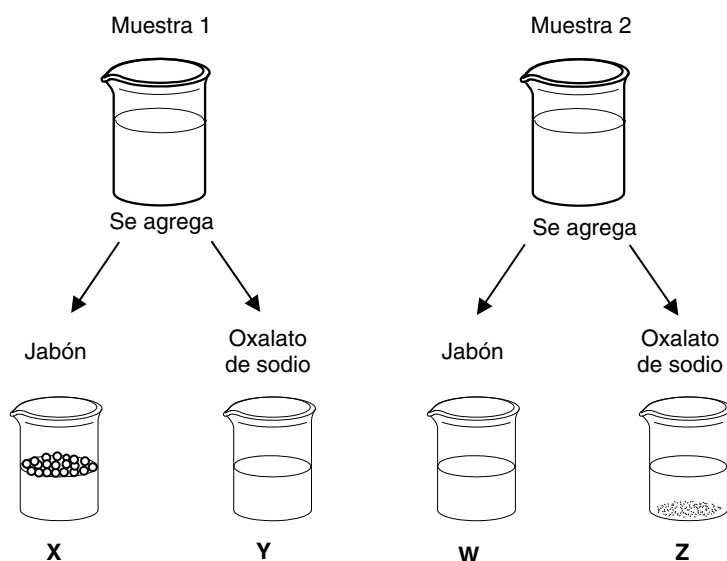 Muestra 1
Muestra 2
Se agrega
Se agrega
Jabón
Oxalato
de sodio
Jabón
Oxalato
de sodio
X
Y
W
Z